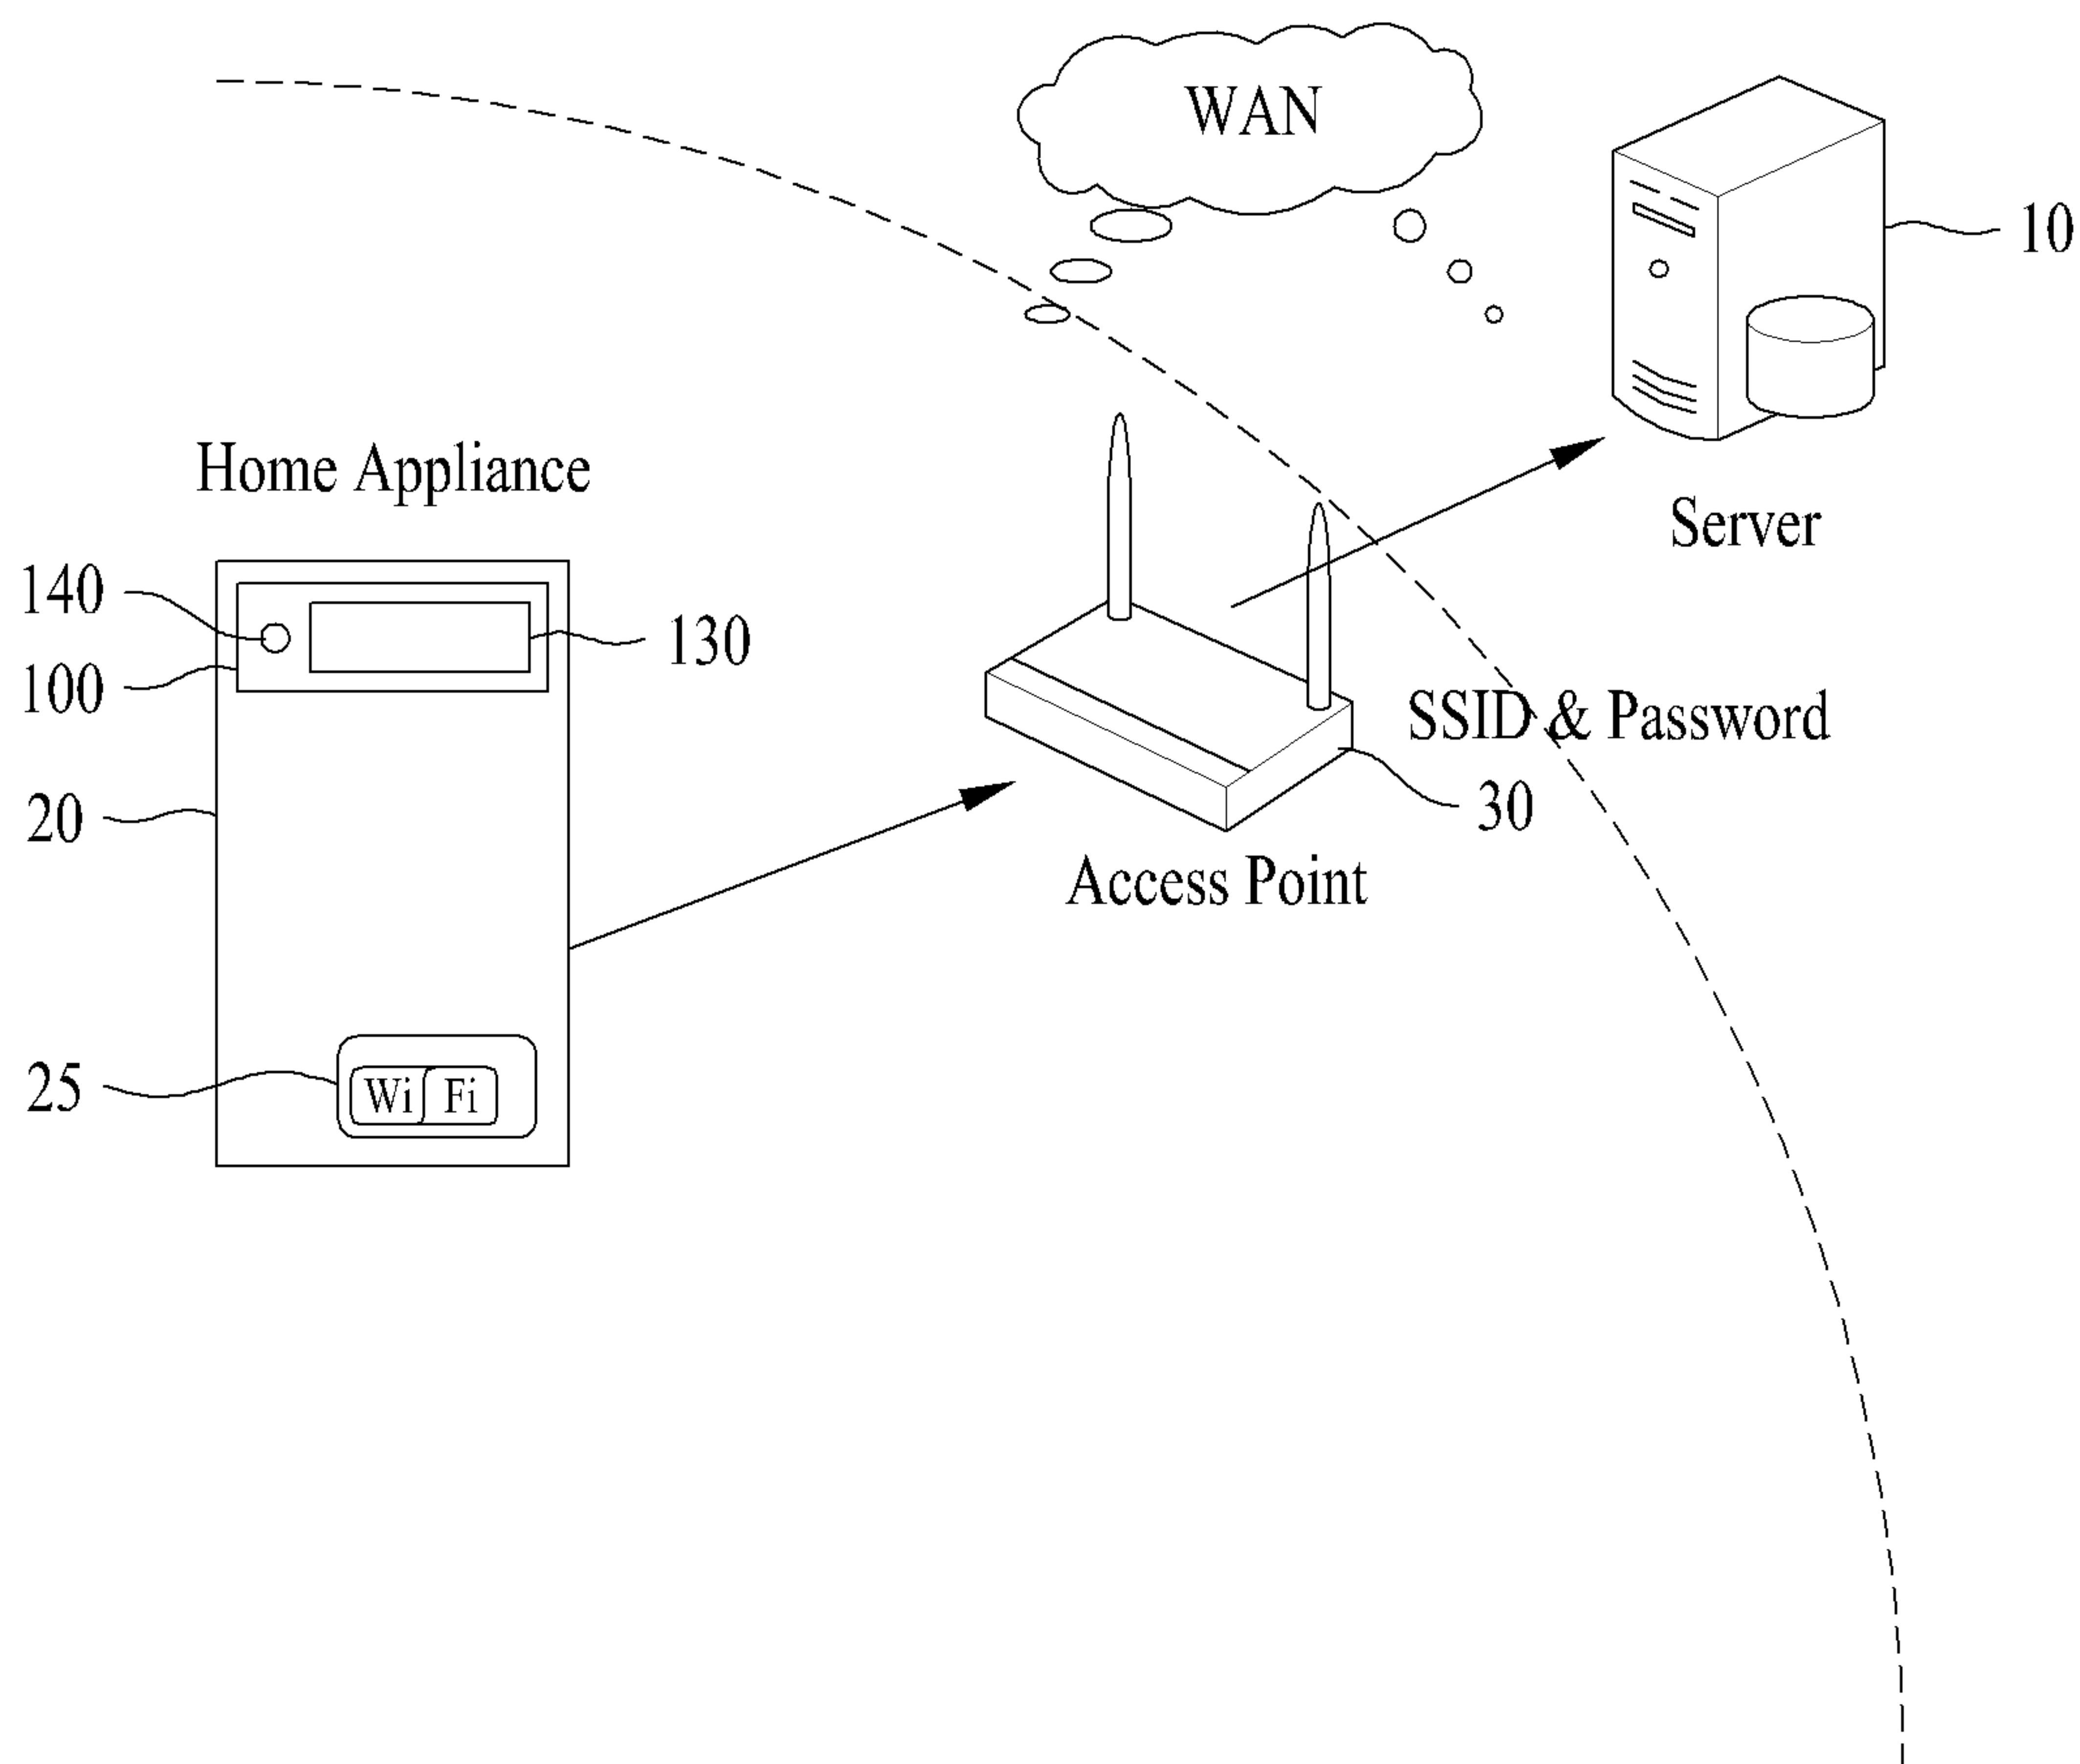 WAN
10
Home Appliance
Server
140
130
100
SSID & Password
20
30
Access Point
25
Wi Fi